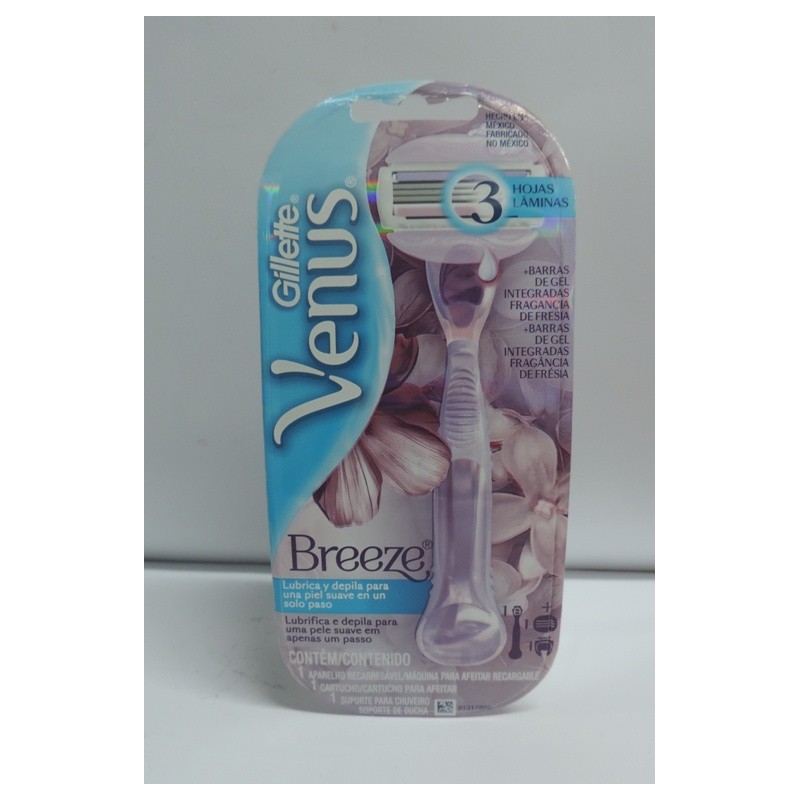 HECHO EN
MÉXICO
FABRICADO
NO MÉXICO
Gillette®
Venus®
3
HOJAS
LÂMINAS
+BARRAS
DE GEL
INTEGRADAS
FRAGANCIA
DE FRESIA
+BARRAS
DE GEL
INTEGRADAS
FRAGÂNCIA
DE FRÉSIA
Breeze®
Lubrica y depila para
una piel suave en un
solo paso
Lubrifica e depila para
uma pele suave em
apenas um passo
1 +
1
1
CONTÉM/CONTENIDO
1 APARELHO RECARREGÁVEL/MÁQUINA PARA AFEITAR RECARGABLE
1 CARTUCHO/CARTUCHO PARA AFEITAR
1 SUPORTE PARA CHUVEIRO
SOPORTE DE DUCHA